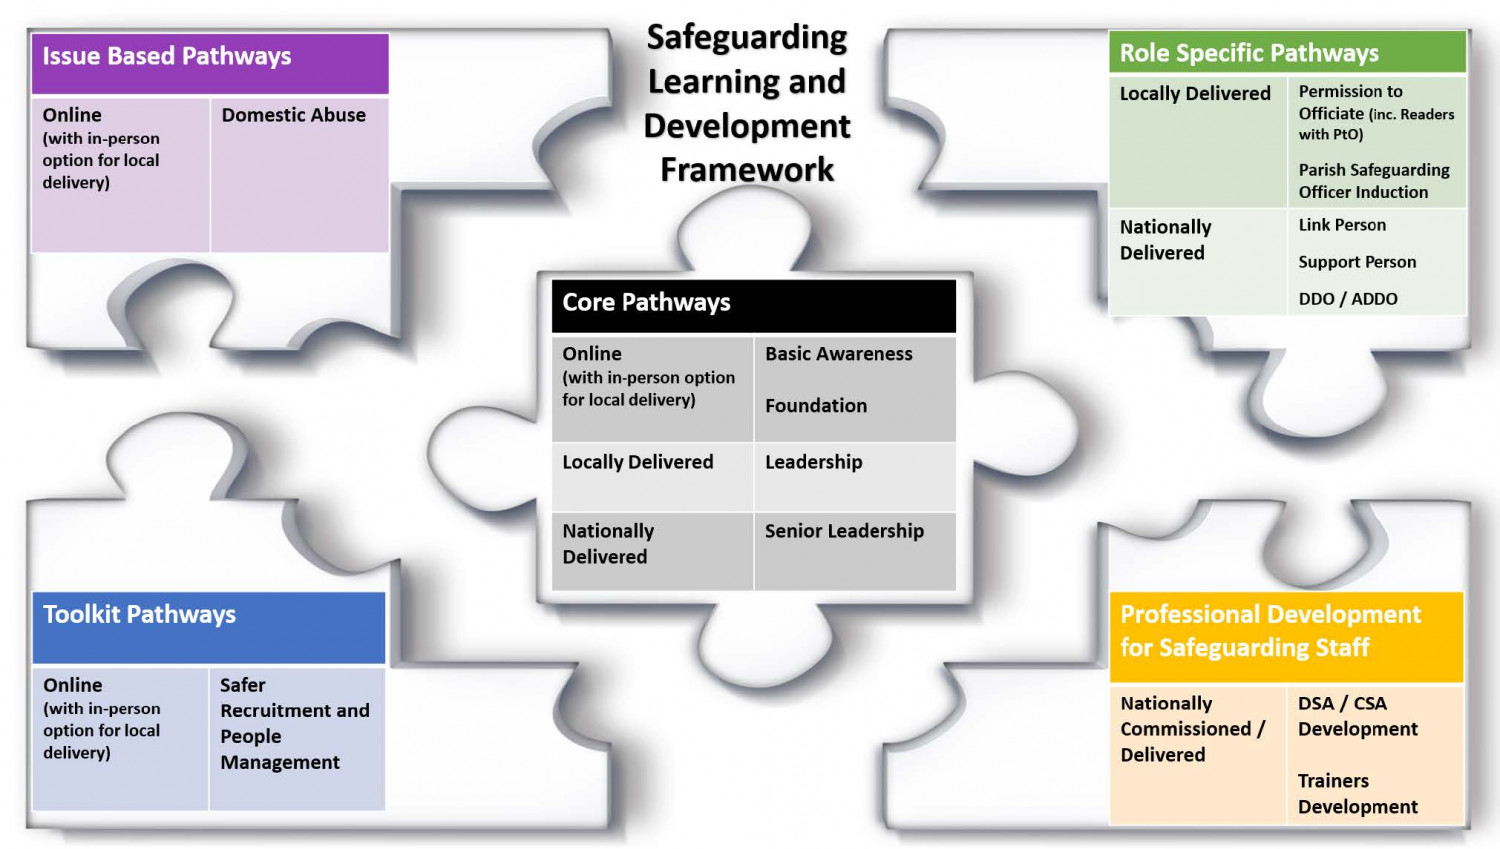 Safeguarding
Learning and
Development
Framework
Issue Based Pathways
Online
(with in-person
option for local
delivery)
Domestic Abuse
Role Specific Pathways
Locally Delivered
Permission to
Officiate (inc. Readers
with PtO)
Parish Safeguarding
Officer Induction
Nationally
Delivered
Link Person
Support Person
DDO / ADDO
Core Pathways
Online
(with in-person option
for local delivery)
Basic Awareness
Foundation
Locally Delivered
Leadership
Nationally
Delivered
Senior Leadership
Toolkit Pathways
Online
(with in-person
option for local
delivery)
Safer
Recruitment and
People
Management
Professional Development
for Safeguarding Staff
Nationally
Commissioned /
Delivered
DSA / CSA
Development
Trainers
Development